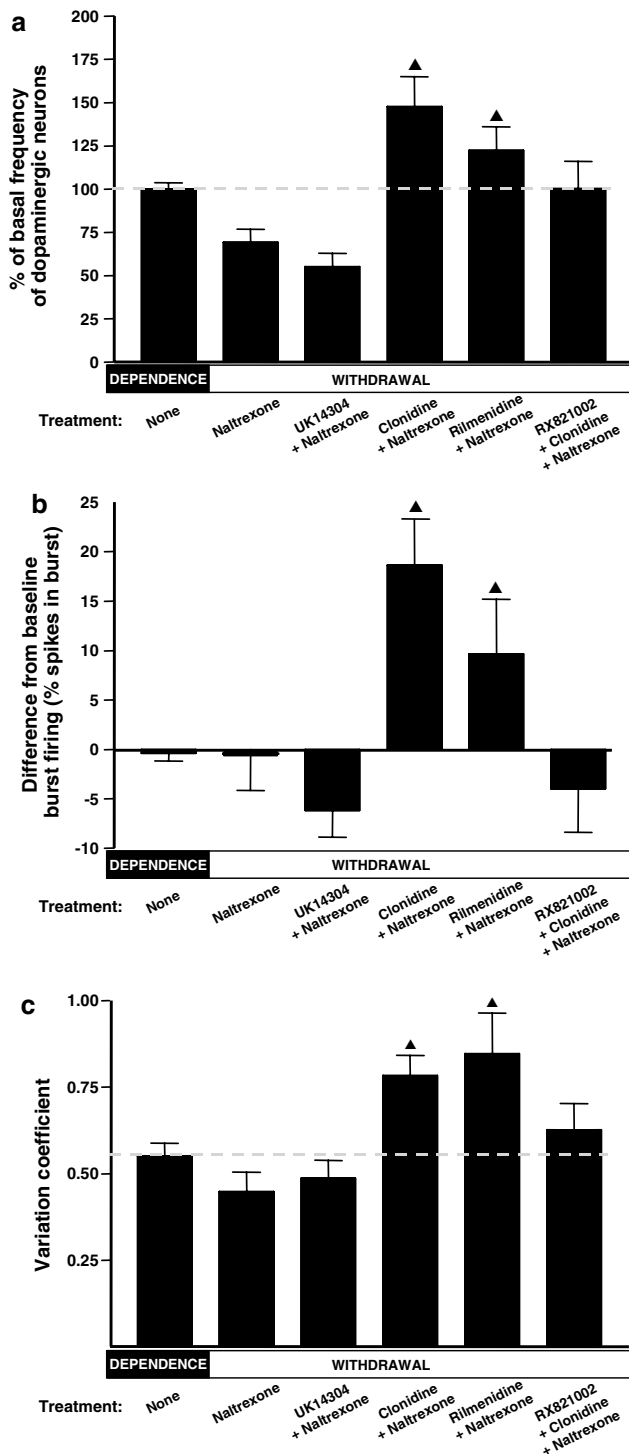 a
% of basal frequency
of dopaminergic neurons
200
175
150
125
100
75
50
25
0
DEPENDENCE WITHDRAWAL
Treatment:
None
Naltrexone
UK14304
+ Naltrexone
Clonidine
+ Naltrexone
Rilmenidine
+ Naltrexone
RX821002
+ Clonidine
+ Naltrexone
b
Difference from baseline
burst firing (% spikes in burst)
25
20
15
10
5
0
-5
-10
DEPENDENCE WITHDRAWAL
Treatment:
None
Naltrexone
UK14304
+ Naltrexone
Clonidine
+ Naltrexone
Rilmenidine
+ Naltrexone
RX821002
+ Clonidine
+ Naltrexone
c
Variation coefficient
1.00
0.75
0.50
0.25
DEPENDENCE WITHDRAWAL
Treatment:
None
Naltrexone
UK14304
+ Naltrexone
Clonidine
+ Naltrexone
Rilmenidine
+ Naltrexone
RX821002
+ Clonidine
+ Naltrexone